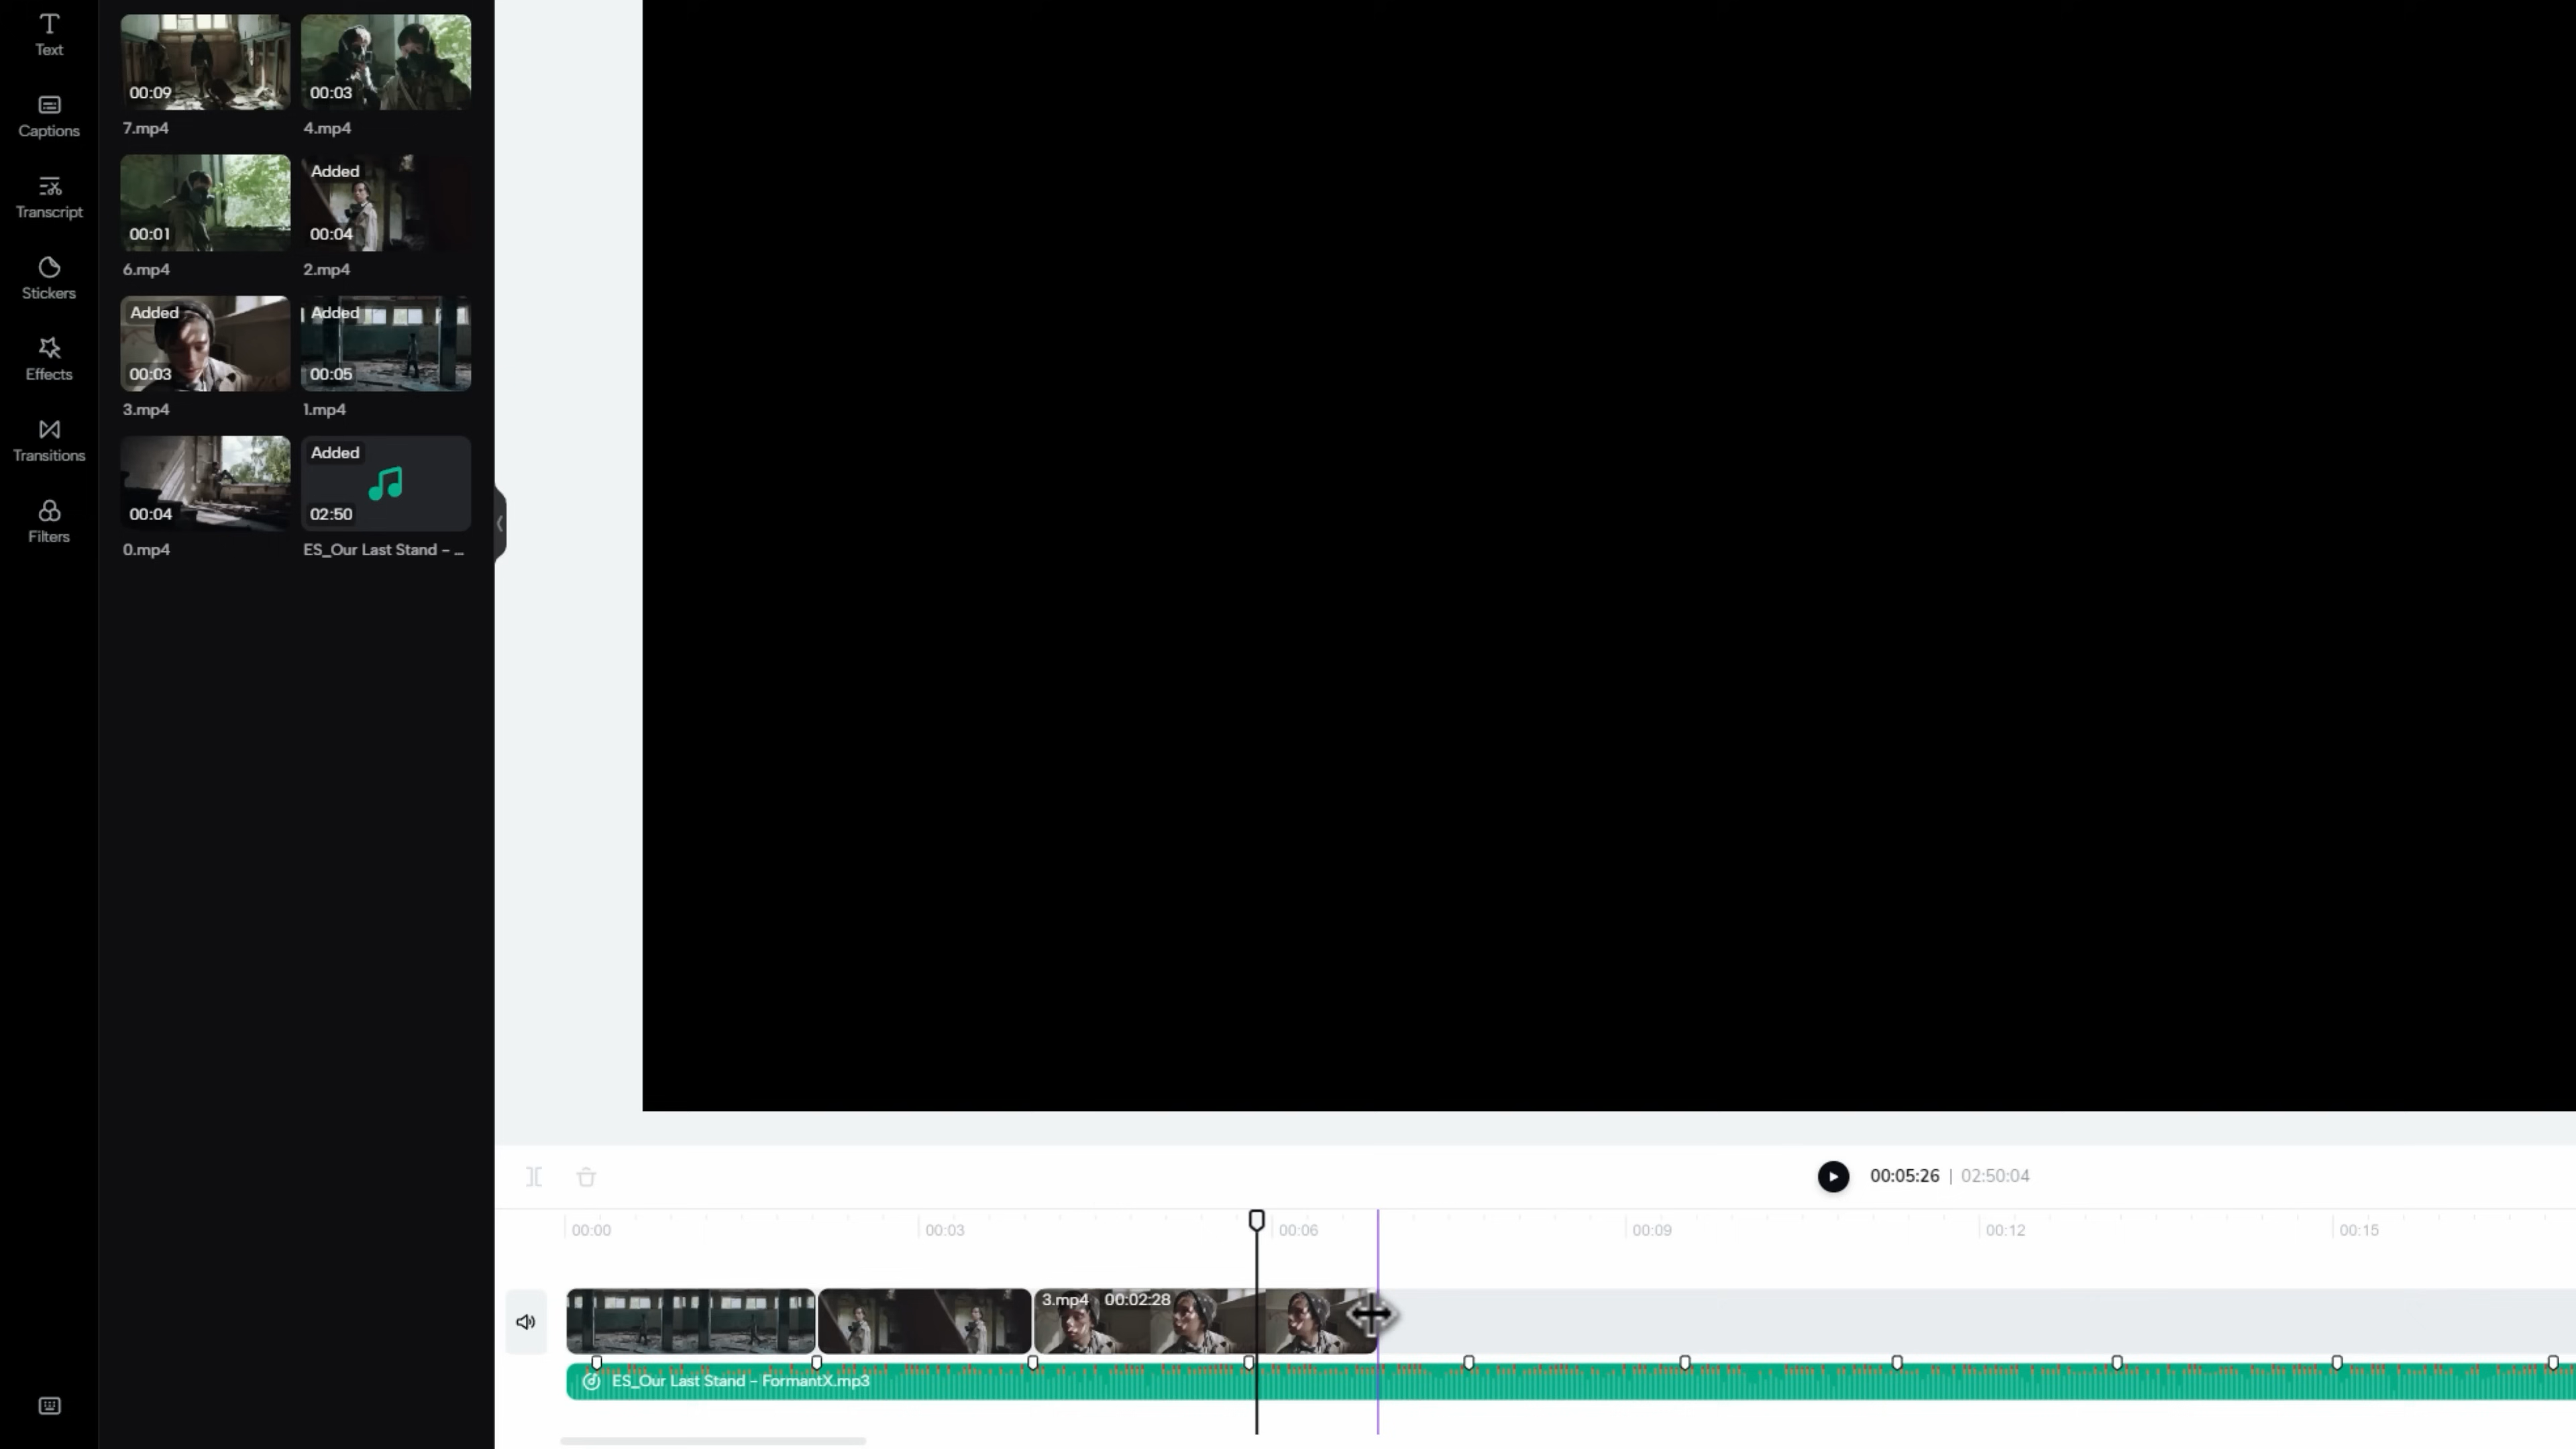 Text
Captions
Transcript
Stickers
Effects
Transitions
Filters
00:09
00:03
7.mp4
4.mp4
Added
00:01
00:04
6.mp4
2.mp4
Added
Added
00:03
00:05
3.mp4
1.mp4
Added
00:04
02:50
0.mp4
ES_Our Last Stand - ...
00:05:26 | 02:50:04
00:00
00:03
00:06
00:09
00:12
00:15
3.mp4 00:02:28
ES_Our Last Stand - FormantX.mp3